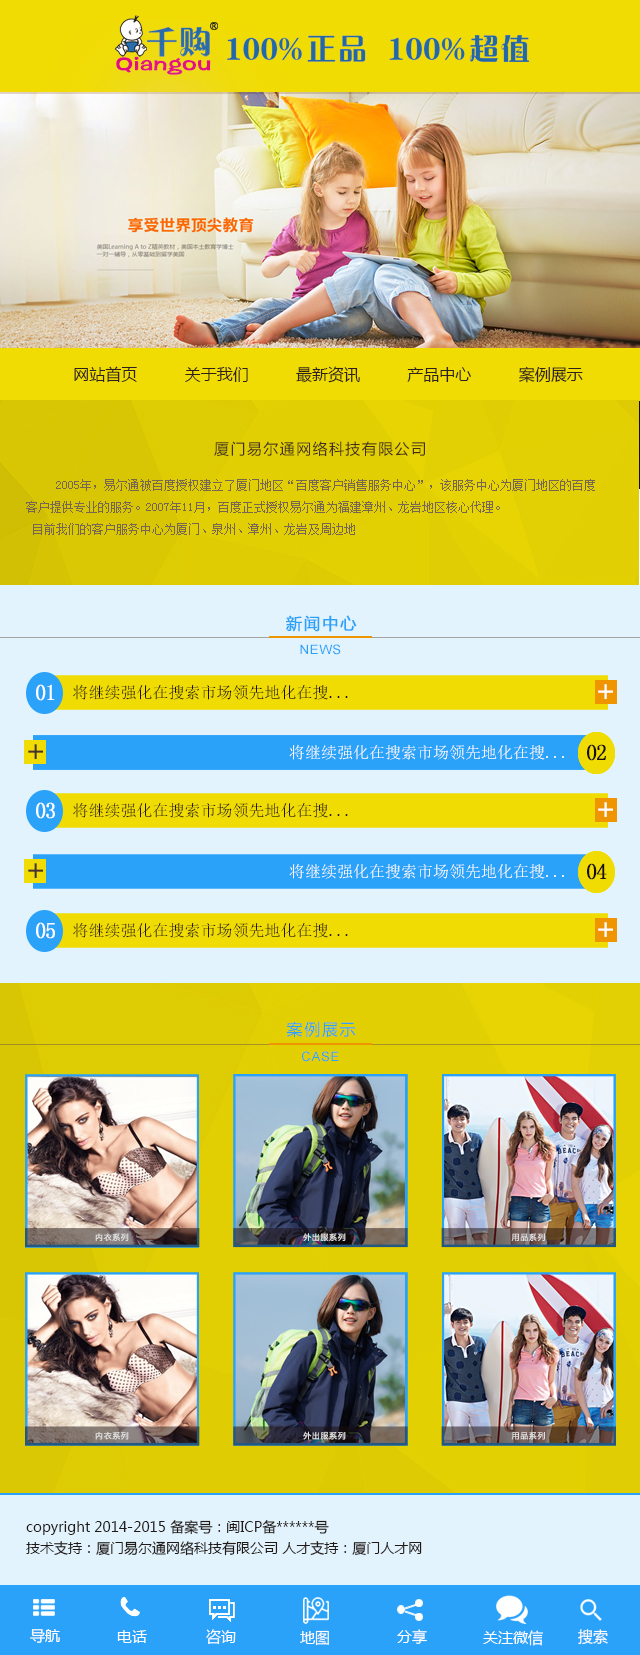 千购®
Qiangou
100%正品 100%超值
享受世界顶尖教育
美国Learning A to Z精英教材，美国本土教育学博士
一对一辅导，从零基础到留学美国
网站首页 关于我们 最新资讯 产品中心 案例展示
厦门易尔通网络科技有限公司
2005年，易尔通被百度授权建立了厦门地区“百度客户销售服务中心”，该服务中心为厦门地区的百度
客户提供专业的服务。2007年11月，百度正式授权易尔通为福建漳州、龙岩地区核心代理。
目前我们的客户服务中心为厦门、泉州、漳州、龙岩及周边地
新闻中心
NEWS
01 将继续强化在搜索市场领先地化在搜... +
+ 将继续强化在搜索市场领先地化在搜... 02
03 将继续强化在搜索市场领先地化在搜... +
+ 将继续强化在搜索市场领先地化在搜... 04
05 将继续强化在搜索市场领先地化在搜... +
案例展示
CASE
BEACH
内衣系列 外出服系列 用品系列
BEACH
内衣系列 外出服系列 用品系列
copyright 2014-2015 备案号：闽ICP备******号
技术支持：厦门易尔通网络科技有限公司 人才支持：厦门人才网
导航 电话 咨询 地图 分享 关注微信 搜索